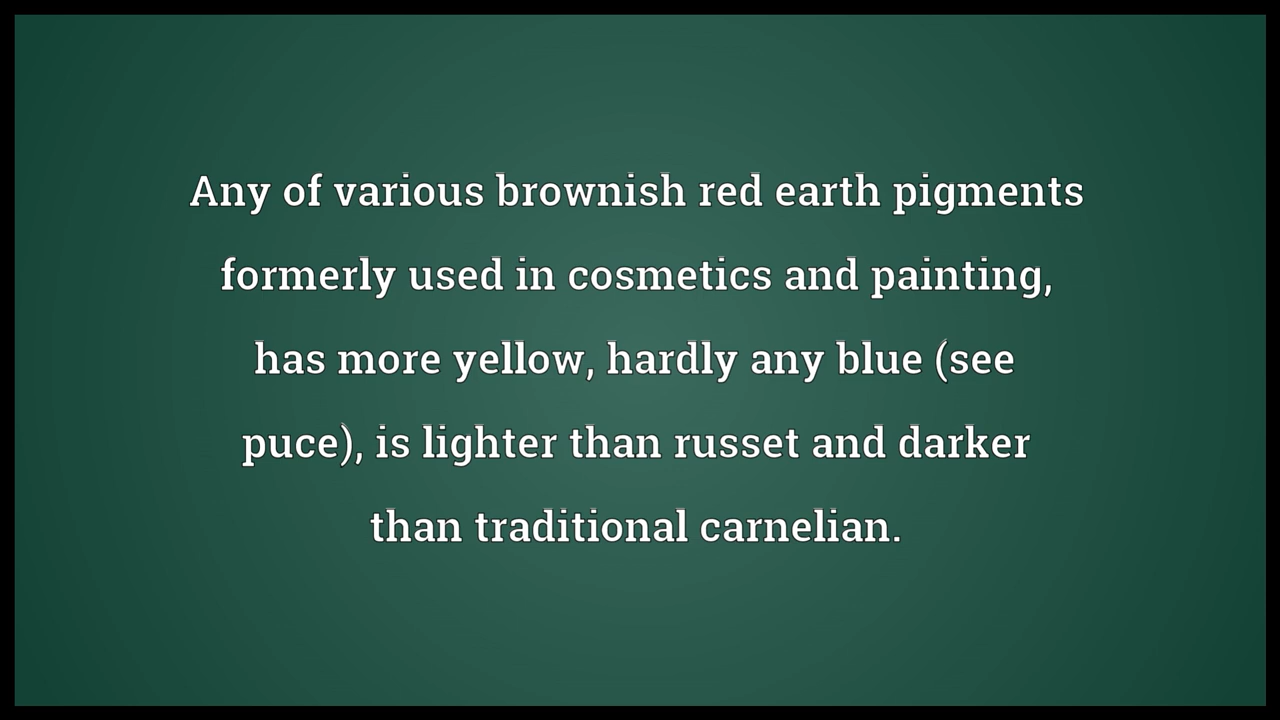 Any of various brownish red earth pigments
formerly used in cosmetics and painting,
has more yellow, hardly any blue (see
puce), is lighter than russet and darker
than traditional carnelian.